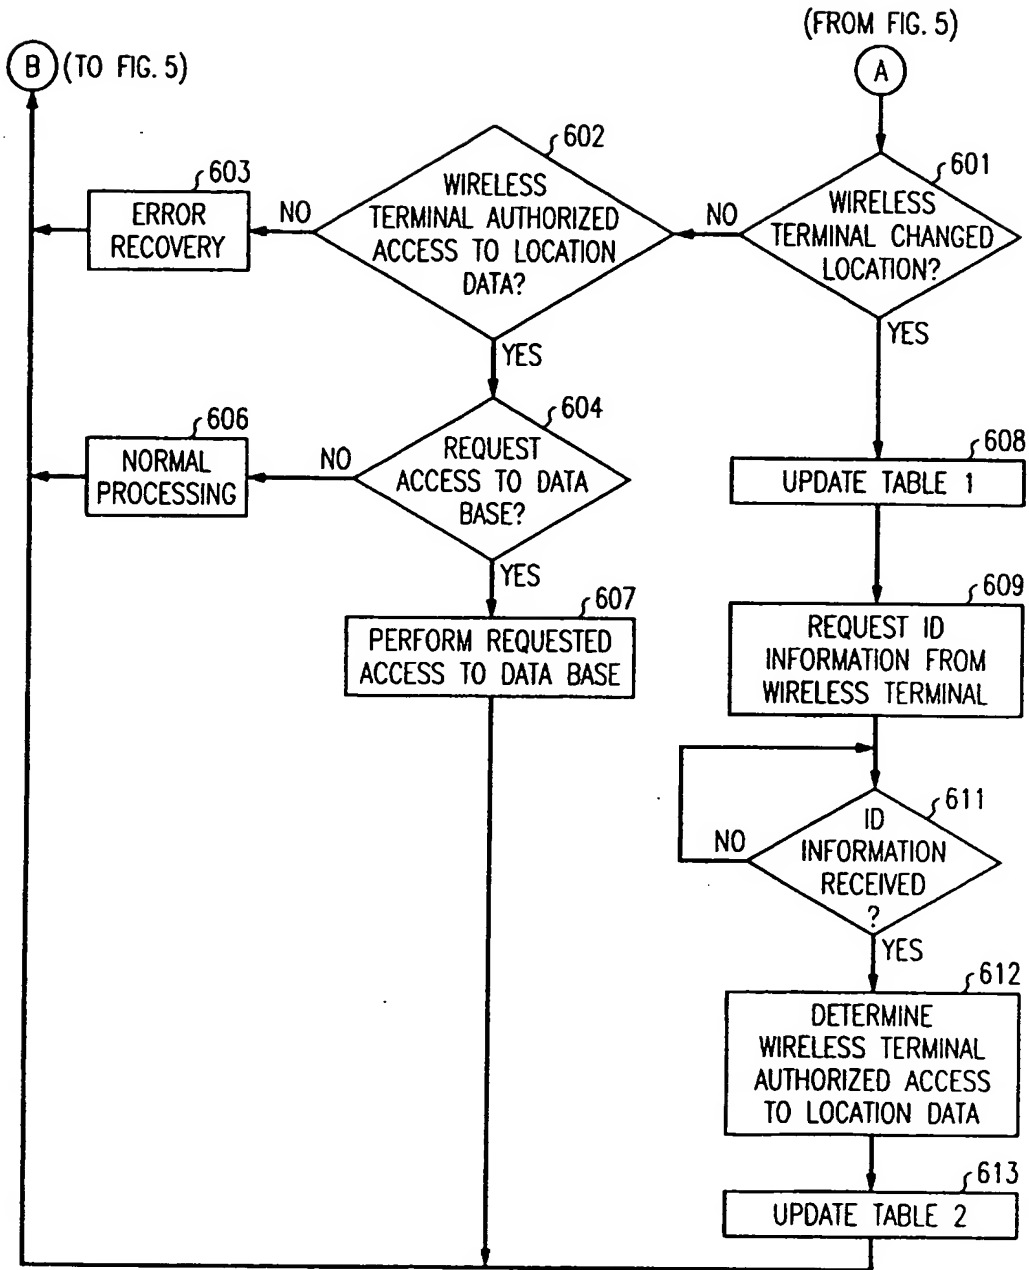 (FROM FIG. 5)
B (TO FIG. 5)
A
602
601
WIRELESS
TERMINAL CHANGED
LOCATION?
NO
YES
603
ERROR
RECOVERY
NO
WIRELESS
TERMINAL AUTHORIZED
ACCESS TO LOCATION
DATA?
YES
604
606
NORMAL
PROCESSING
NO
REQUEST
ACCESS TO DATA
BASE?
YES
607
PERFORM REQUESTED
ACCESS TO DATA BASE
608
UPDATE TABLE 1
609
REQUEST ID
INFORMATION FROM
WIRELESS TERMINAL
611
ID
INFORMATION
RECEIVED
?
NO
YES
612
DETERMINE
WIRELESS TERMINAL
AUTHORIZED ACCESS
TO LOCATION DATA
613
UPDATE TABLE 2